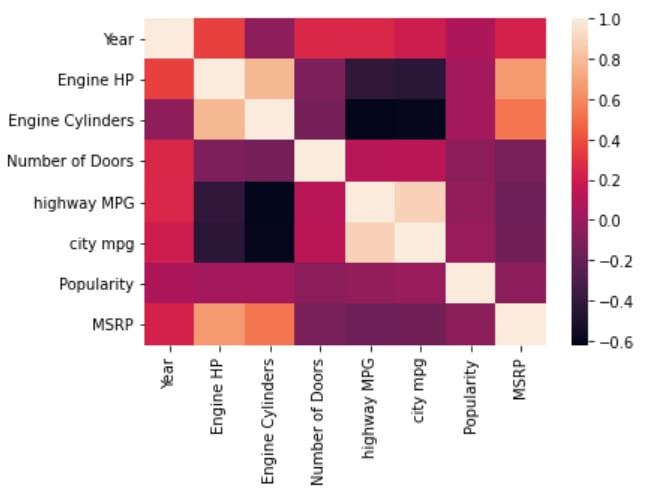 Year
Engine HP
Engine Cylinders
Number of Doors
highway MPG
city mpg
Popularity
MSRP
Year
Engine HP
Engine Cylinders
Number of Doors
highway MPG
city mpg
Popularity
MSRP
1.0
0.8
0.6
0.4
0.2
0.0
−0.2
−0.4
−0.6